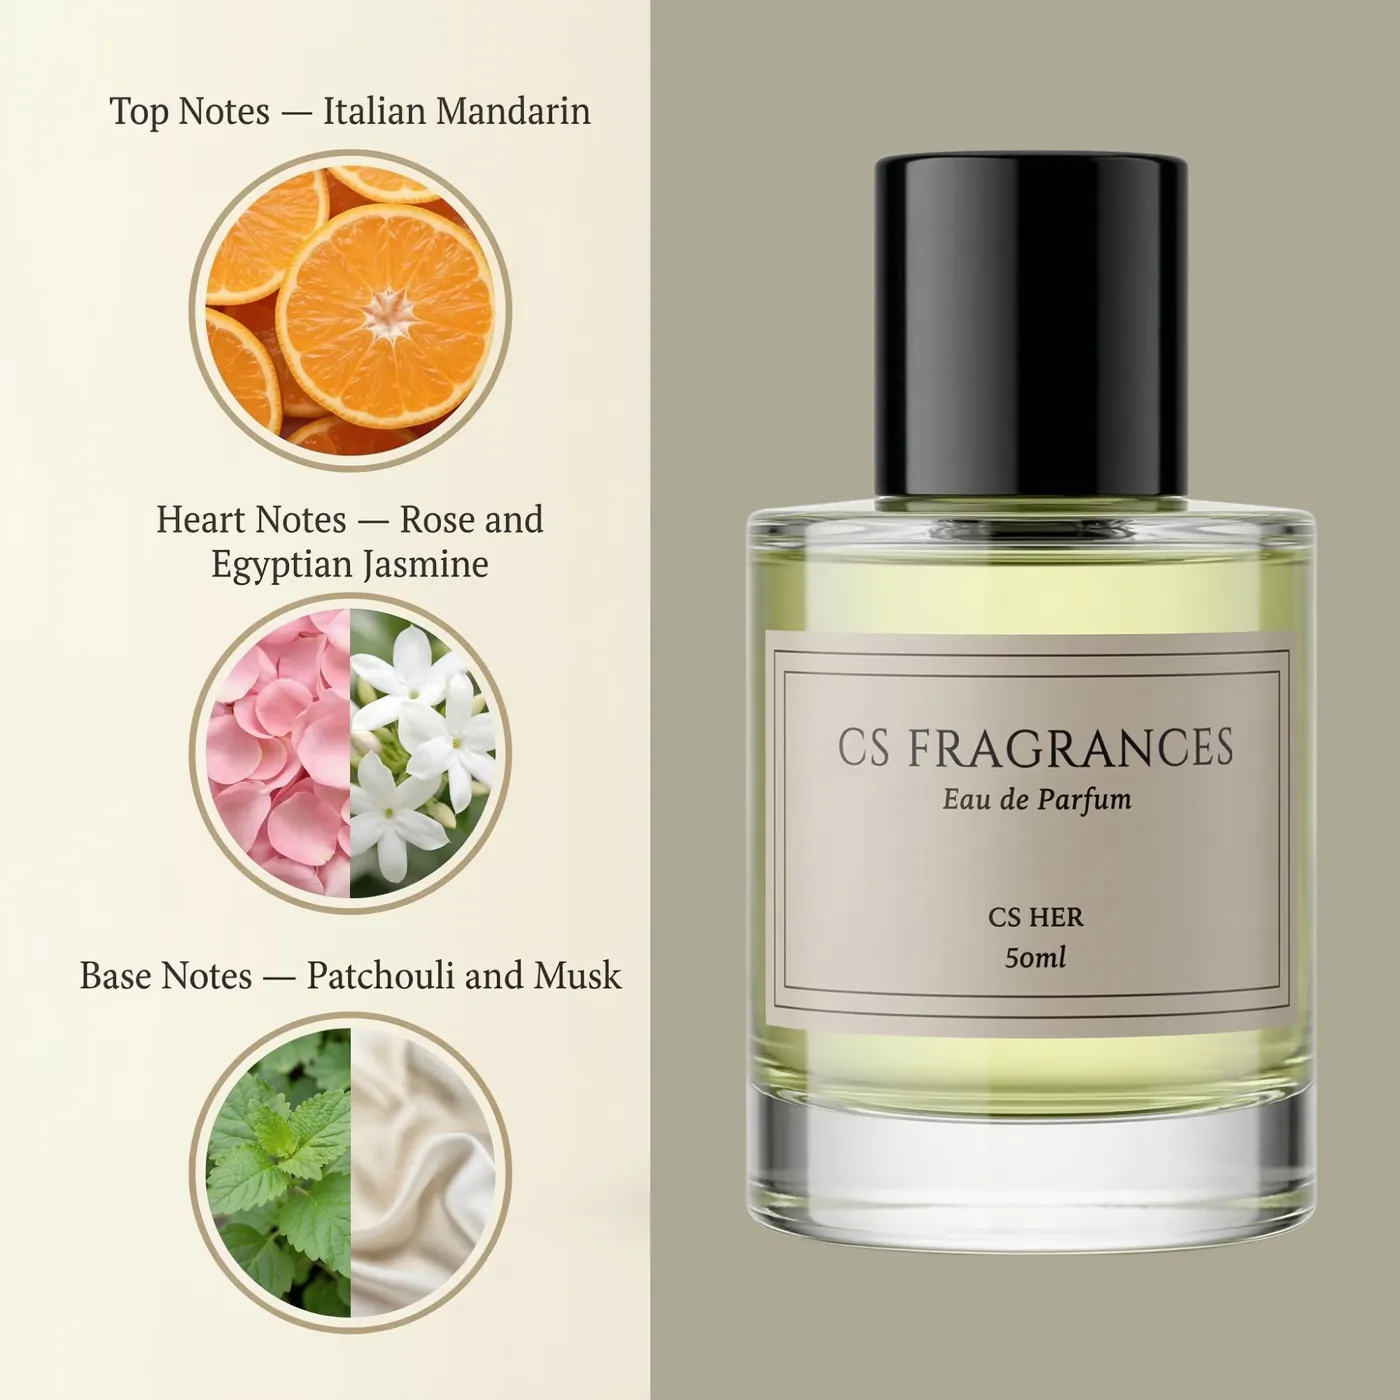 Top Notes — Italian Mandarin
Heart Notes — Rose and
Egyptian Jasmine
Base Notes — Patchouli and Musk
CS FRAGRANCES
Eau de Parfum
CS HER
50ml